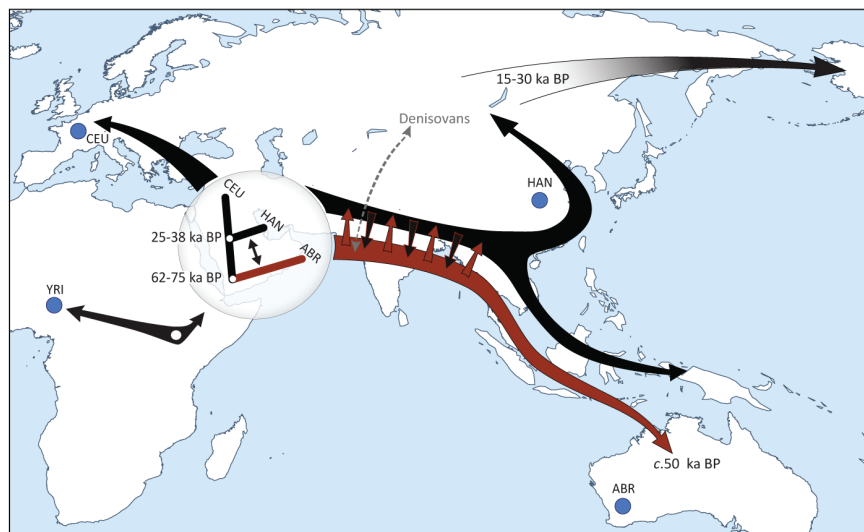 15-30 ka BP
Denisovans
CEU
HAN
CEU
HAN
25-38 ka BP
ABR
62-75 ka BP
YRI
c.50 ka BP
ABR